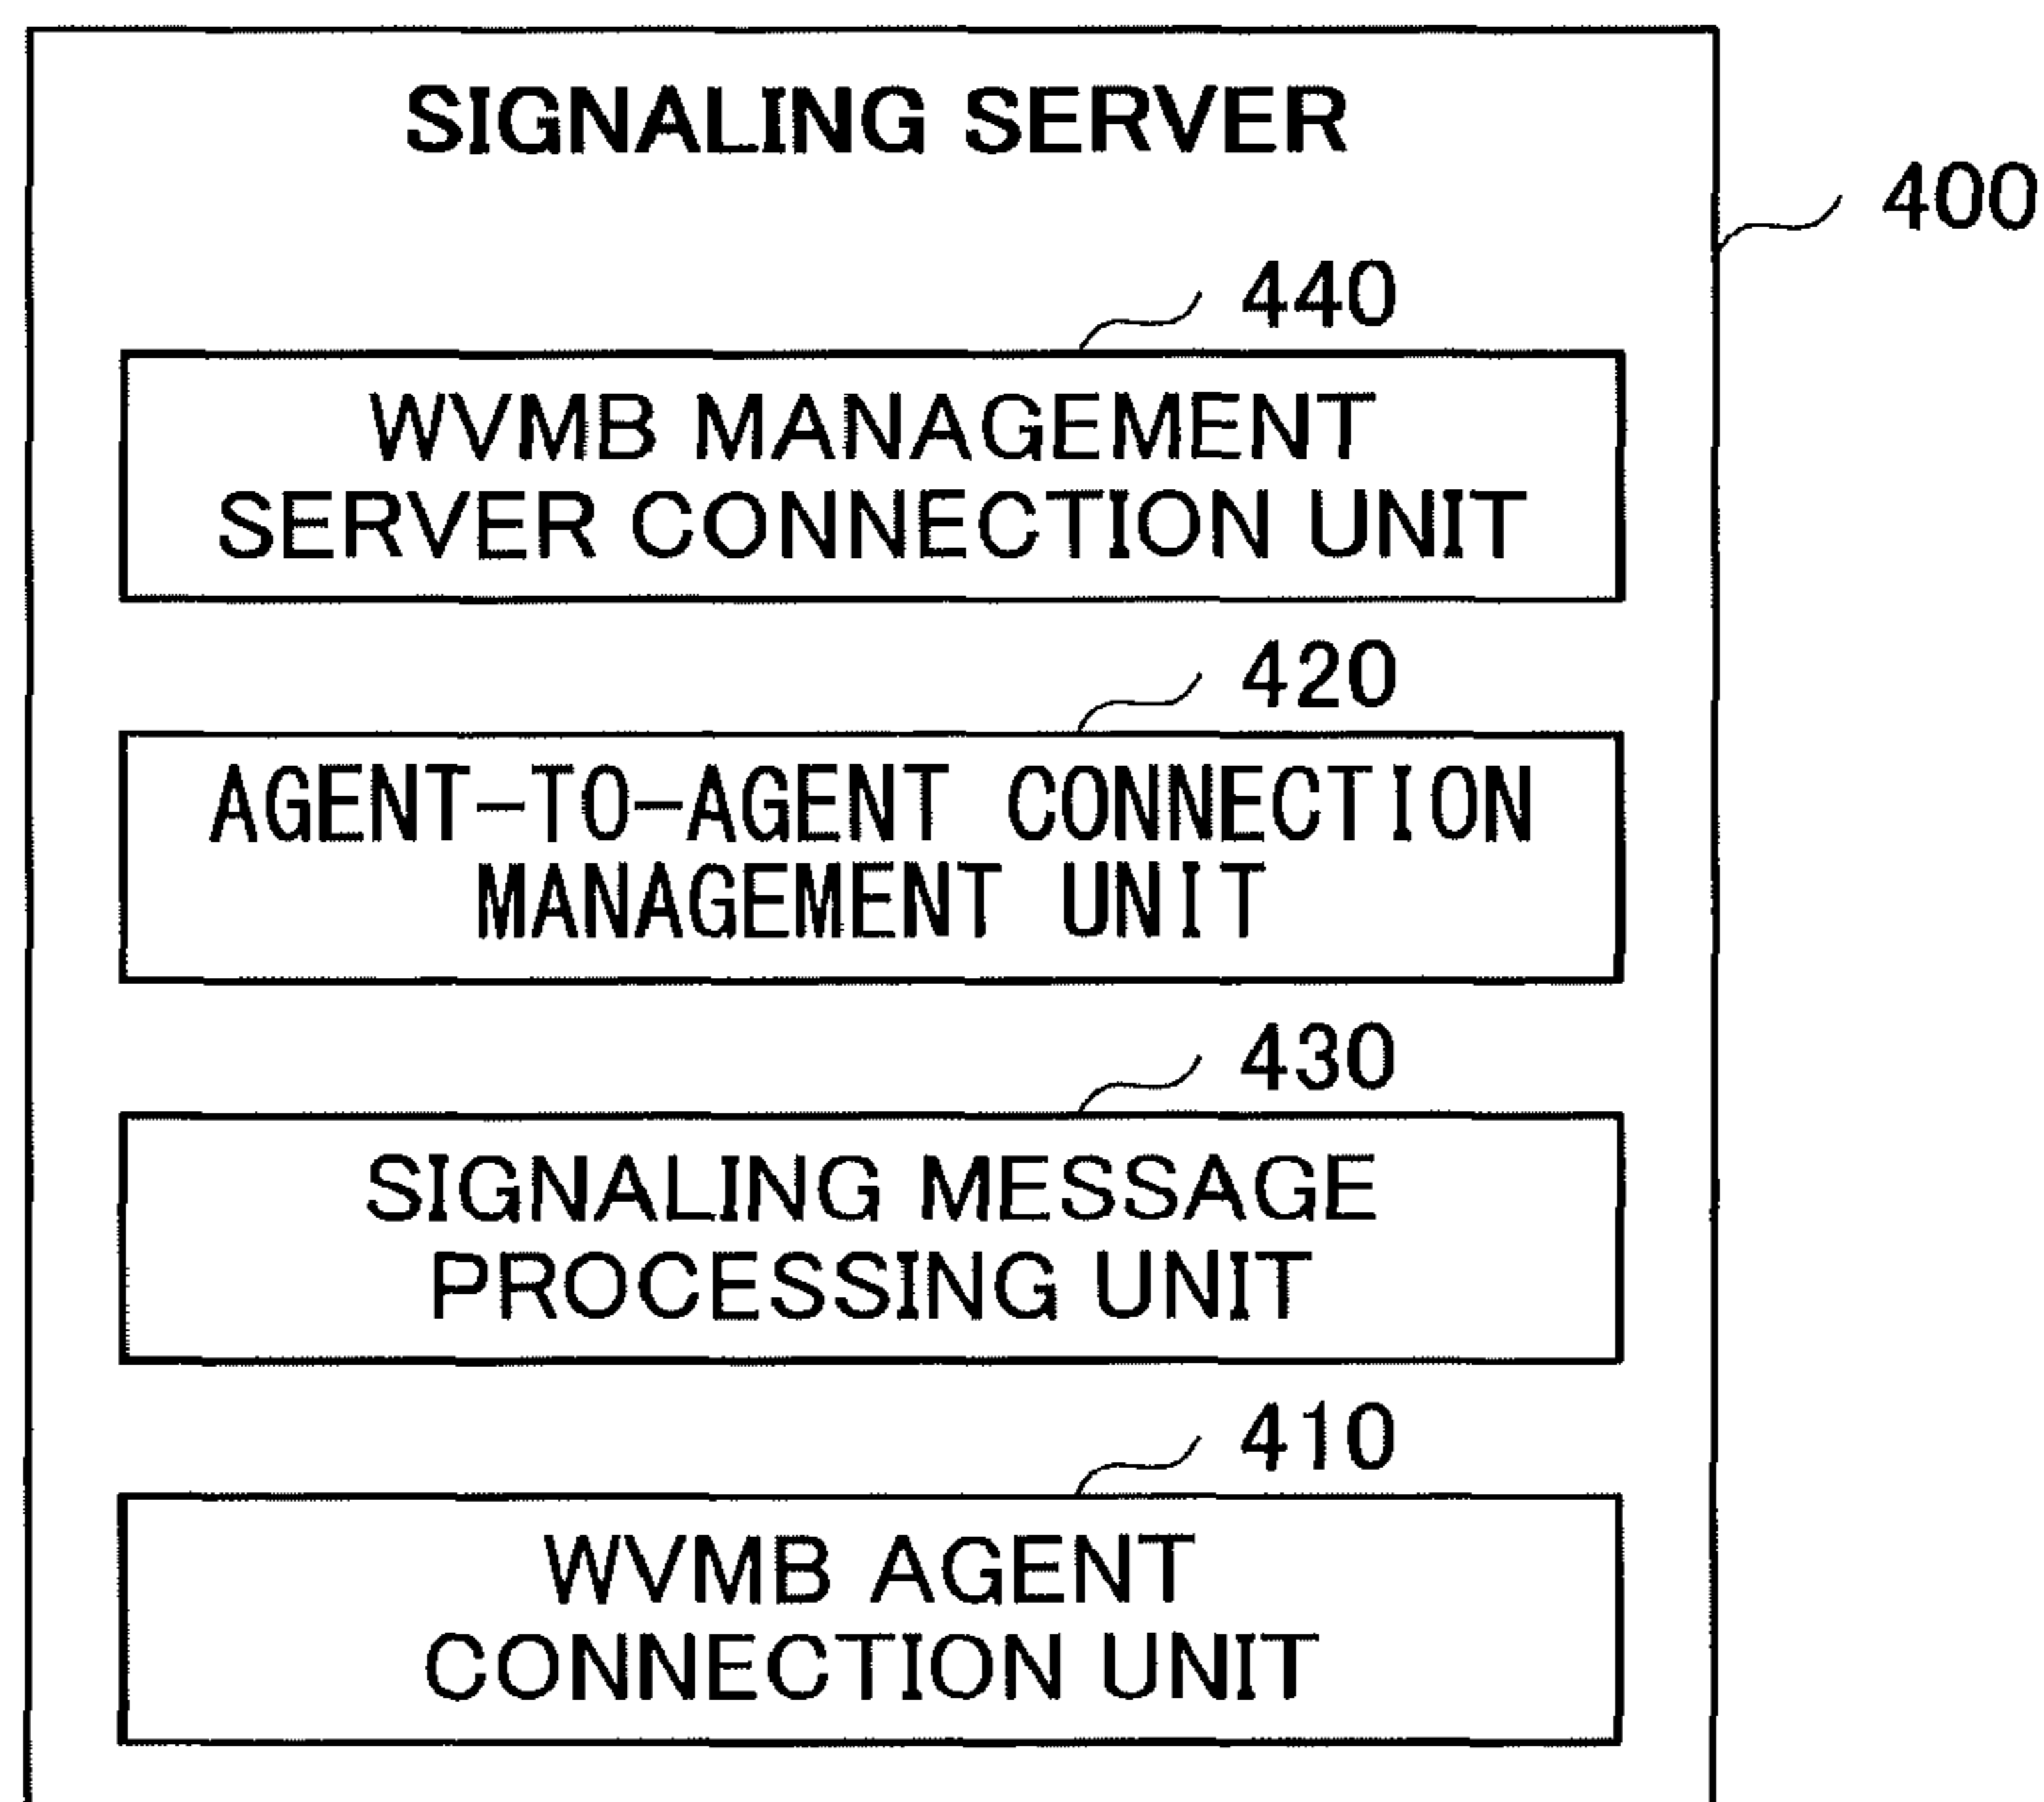 SIGNALING SERVER
400
440
WVMB MANAGEMENT
SERVER CONNECTION UNIT
420
AGENT-TO-AGENT CONNECTION
MANAGEMENT UNIT
430
SIGNALING MESSAGE
PROCESSING UNIT
410
WVMB AGENT
CONNECTION UNIT